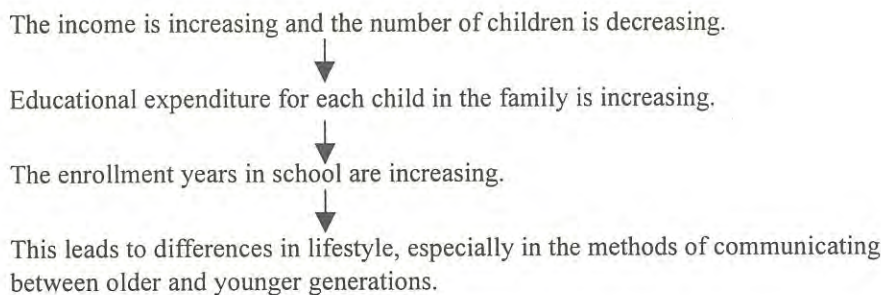 The income is increasing and the number of children is decreasing.
Educational expenditure for each child in the family is increasing.
The enrollment years in school are increasing.
This leads to differences in lifestyle, especially in the methods of communicating
between older and younger generations.